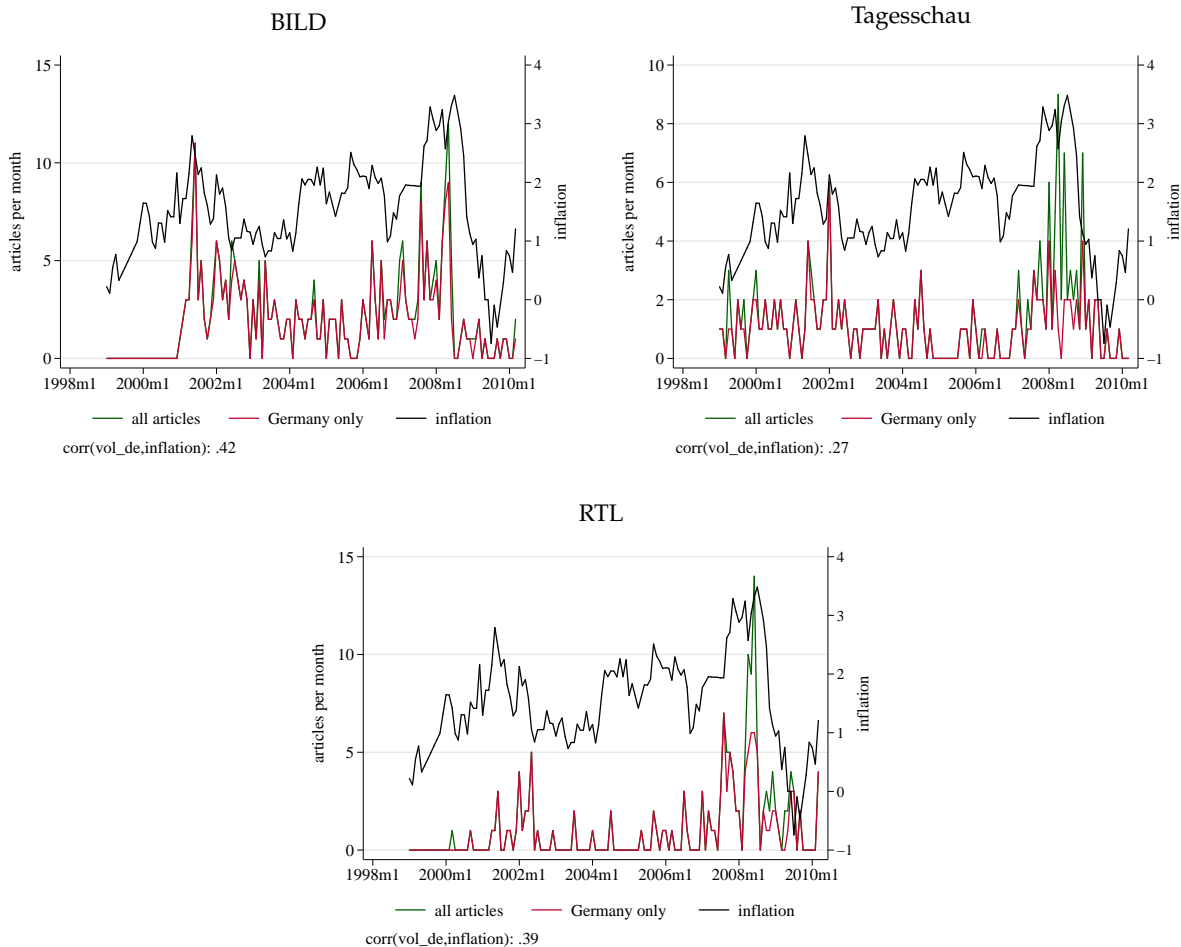 BILD
15
10
5
0
articles per month
4
3
2
1
0
−1
inflation
1998m1 2000m1 2002m1 2004m1 2006m1 2008m1 2010m1
all articles Germany only inflation
corr(vol_de,inflation): .42
Tagesschau
10
8
6
4
2
0
articles per month
4
3
2
1
0
−1
inflation
1998m1 2000m1 2002m1 2004m1 2006m1 2008m1 2010m1
all articles Germany only inflation
corr(vol_de,inflation): .27
RTL
15
10
5
0
articles per month
4
3
2
1
0
−1
inflation
1998m1 2000m1 2002m1 2004m1 2006m1 2008m1 2010m1
all articles Germany only inflation
corr(vol_de,inflation): .39